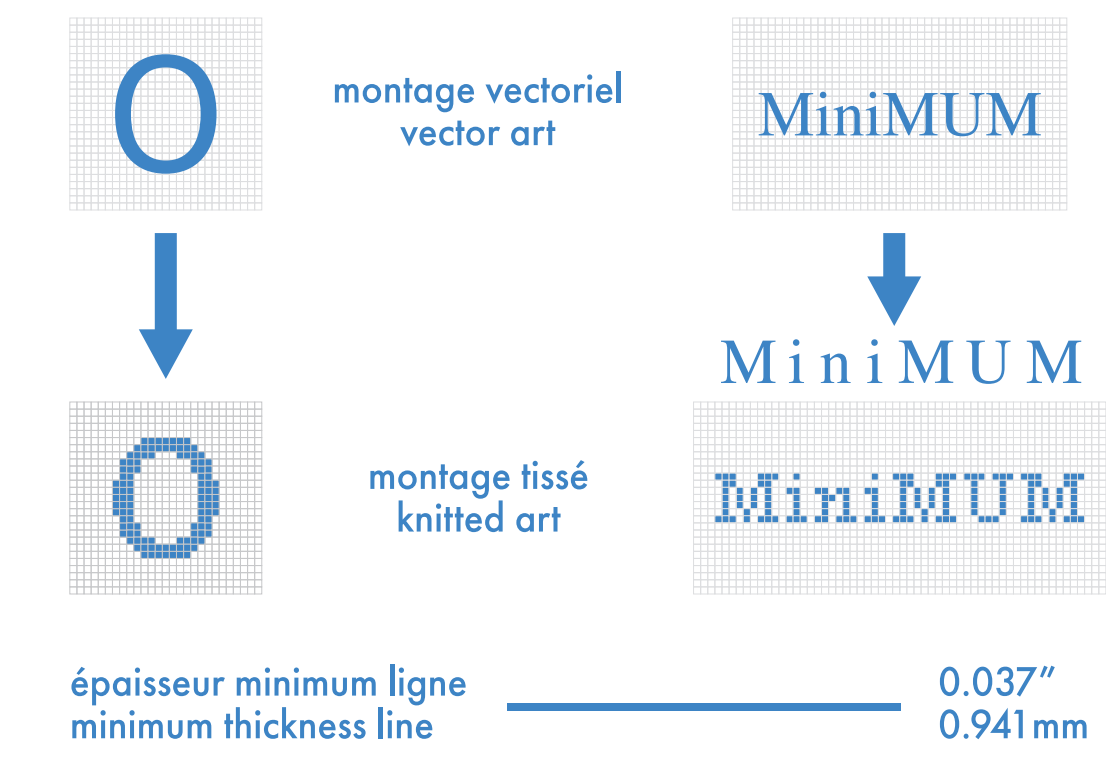 O
montage vectoriel
vector art
MiniMUM
MiniMUM
O
montage tissé
knitted art
MiniMUM
épaisseur minimum ligne
minimum thickness line
0.037″
0.941mm